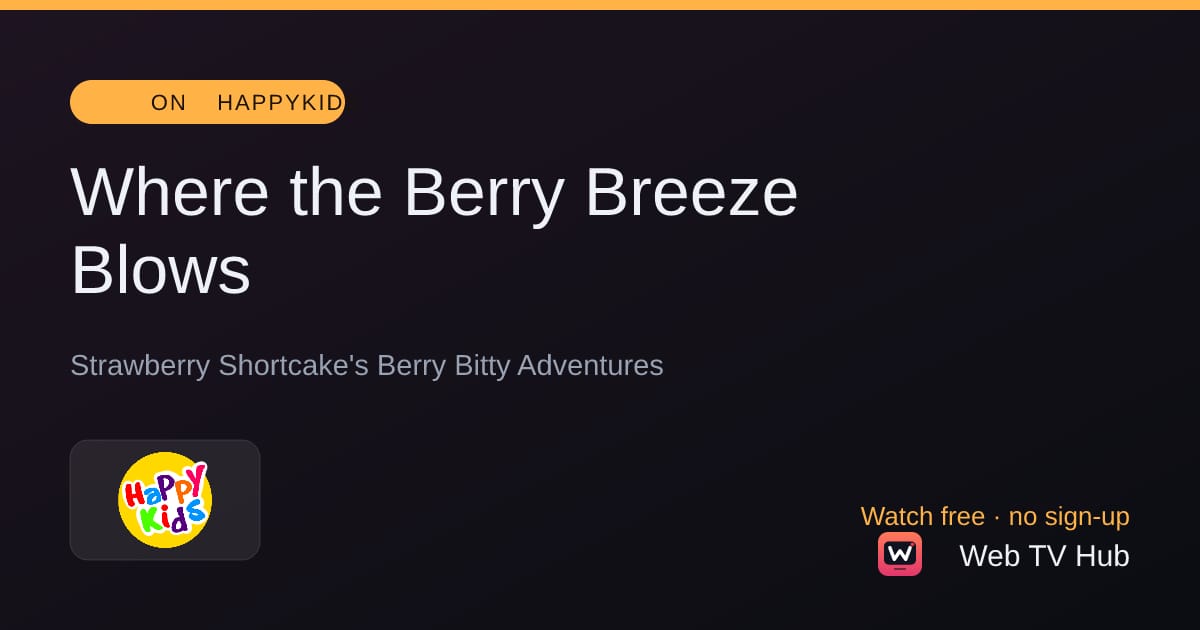 ON HAPPYKID
Where the Berry Breeze
Blows
Strawberry Shortcake's Berry Bitty Adventures
HaPPy
Kids
Watch free · no sign-up
W
Web TV Hub